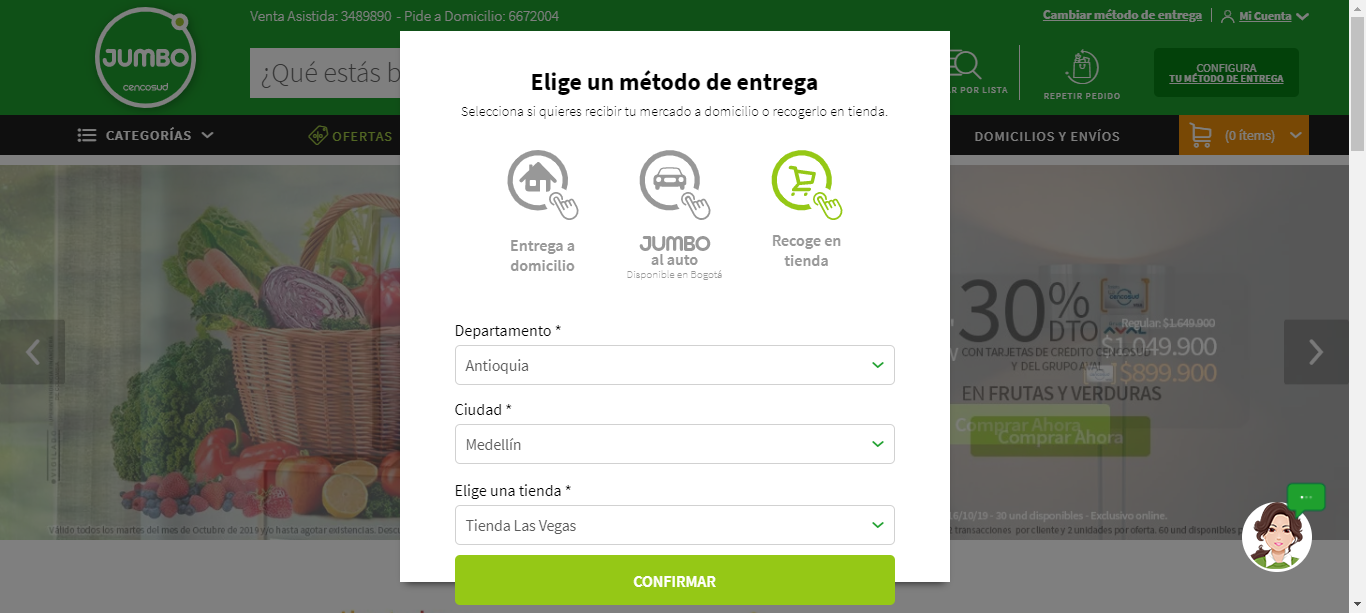 Venta Asistida: 3489890 - Pide a Domicilio: 6672004
Cambiar método de entrega
Mi Cuenta
JUMBO
cencosud
¿Qué estás b
R POR LISTA
REPETIR PEDIDO
CONFIGURA
TU MÉTODO DE ENTREGA
CATEGORÍAS
OFERTAS
DOMICILIOS Y ENVÍOS
(0 ítems)
Elige un método de entrega
Selecciona si quieres recibir tu mercado a domicilio o recogerlo en tienda.
Entrega a
domicilio
JUMBO
al auto
Disponible en Bogotá
Recoge en
tienda
Departamento *
Antioquia
Ciudad *
Medellín
Elige una tienda *
Tienda Las Vegas
CONFIRMAR
30%
DTO
cencosud
AVAL
Regular: $1.649.900
$1.049.900
CON TARJETAS DE CRÉDITO CENCOSUD
Y DEL GRUPO AVAL
$899.900
EN FRUTAS Y VERDURAS
Comprar Ahora
Comprar Ahora
VIGILADO
Válido todos los martes del mes de Octubre de 2019 y/o hasta agotar existencias. Descu
16/10/19 - 30 und disponibles - Exclusivo online.
transacciones por cliente y 2 unidades por oferta. 60 und disponibles p